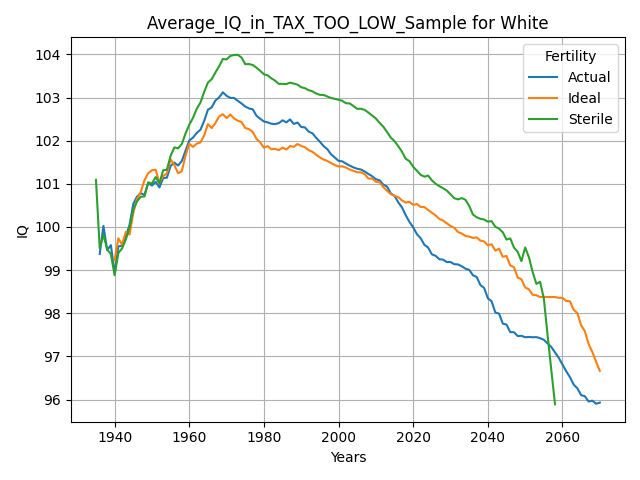 Average_IQ_in_TAX_TOO_LOW_Sample for White
Fertility
Actual
Ideal
Sterile
104
103
102
101
100
99
98
97
96
IQ
1940
1960
1980
2000
2020
2040
2060
Years